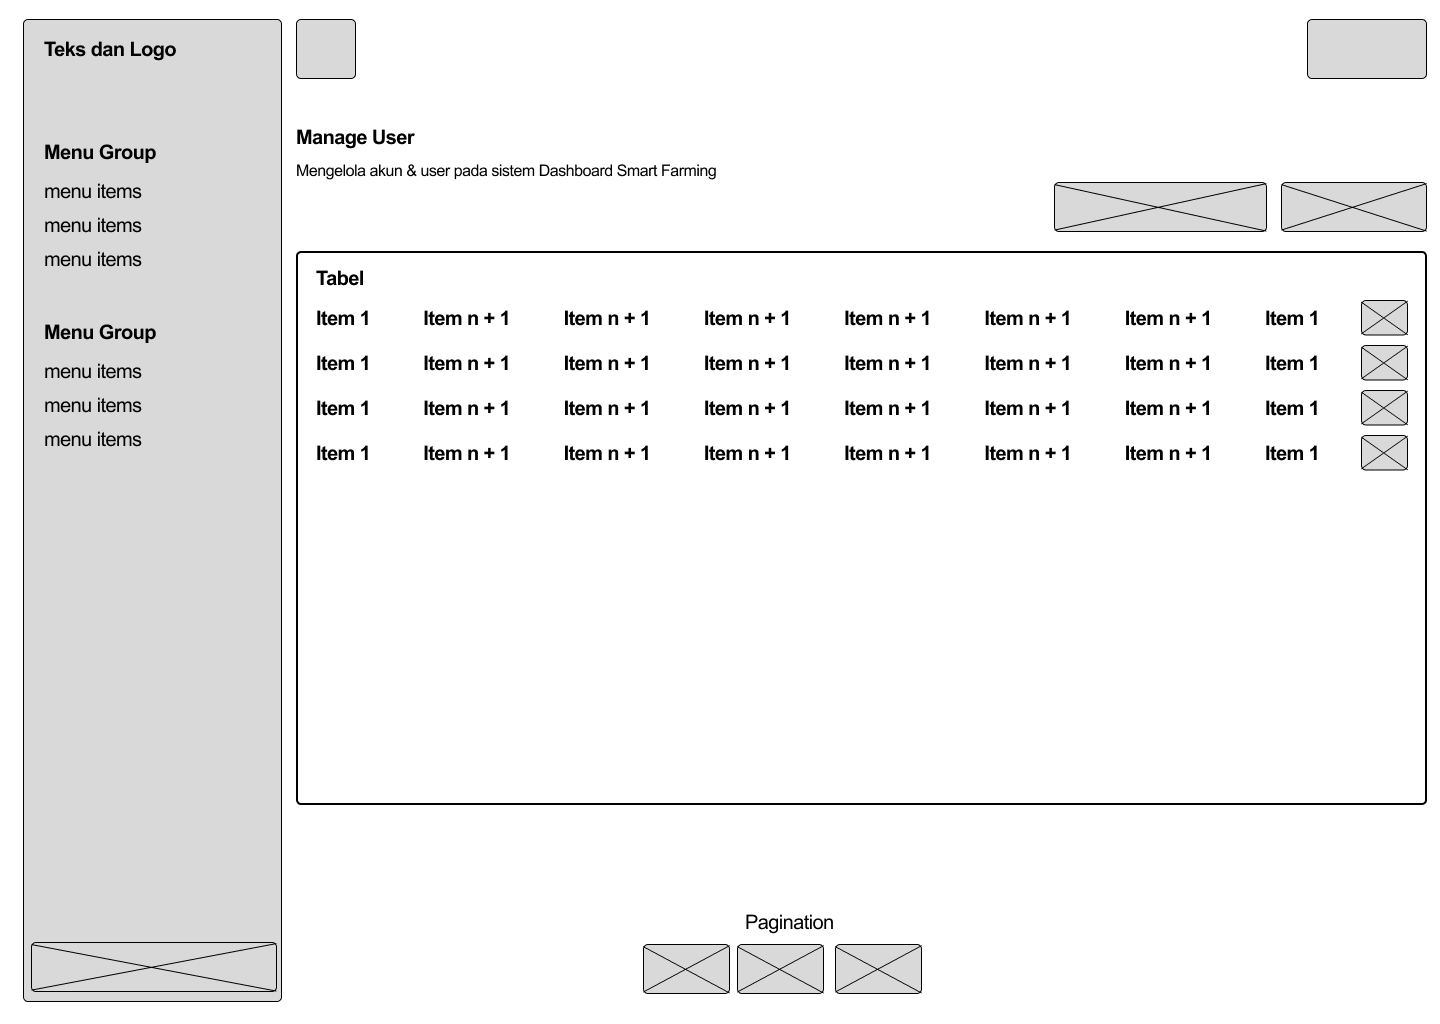 Teks dan Logo
Menu Group
menu items
menu items
menu items
Menu Group
menu items
menu items
menu items
Manage User
Mengelola akun & user pada sistem Dashboard Smart Farming
Tabel
Item 1 Item n + 1 Item n + 1 Item n + 1 Item n + 1 Item n + 1 Item n + 1 Item 1
Item 1 Item n + 1 Item n + 1 Item n + 1 Item n + 1 Item n + 1 Item n + 1 Item 1
Item 1 Item n + 1 Item n + 1 Item n + 1 Item n + 1 Item n + 1 Item n + 1 Item 1
Item 1 Item n + 1 Item n + 1 Item n + 1 Item n + 1 Item n + 1 Item n + 1 Item 1
Pagination